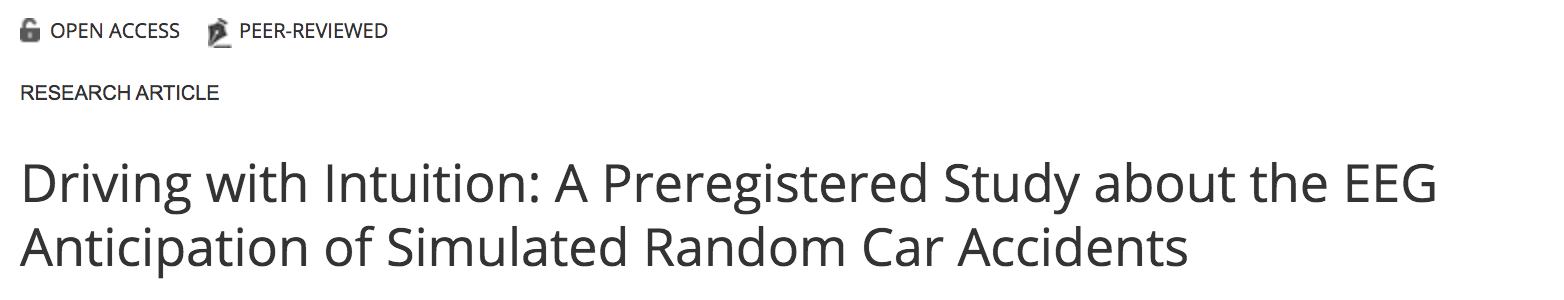 OPEN ACCESS PEER-REVIEWED
RESEARCH ARTICLE
Driving with Intuition: A Preregistered Study about the EEG
Anticipation of Simulated Random Car Accidents